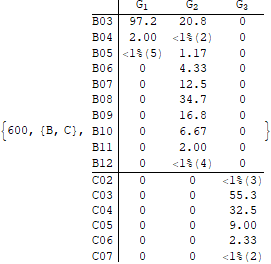 G1 G2 G3
B03 97.2 20.8 0
B04 2.00 <1%(2) 0
B05 <1%(5) 1.17 0
B06 0 4.33 0
B07 0 12.5 0
B08 0 34.7 0
B09 0 16.8 0
{600, {B, C}, B10 0 6.67 0 }
B11 0 2.00 0
B12 0 <1%(4) 0
C02 0 0 <1%(3)
C03 0 0 55.3
C04 0 0 32.5
C05 0 0 9.00
C06 0 0 2.33
C07 0 0 <1%(2)